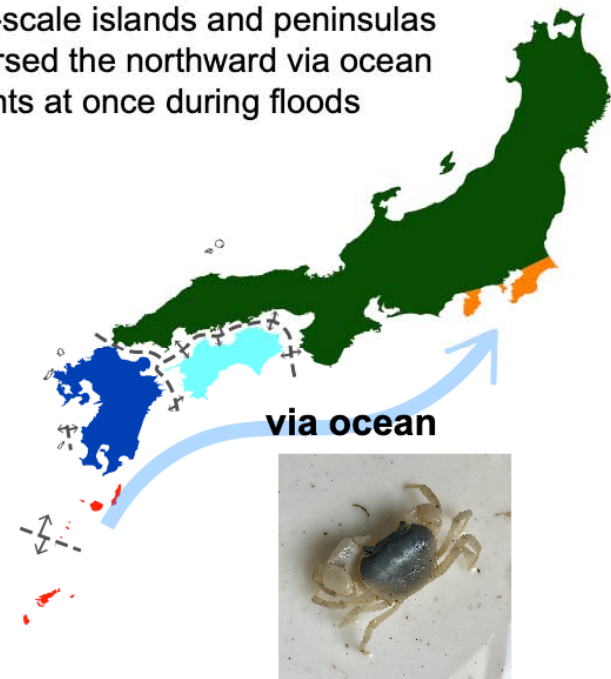 -scale islands and peninsulas
rsed the northward via ocean
nts at once during floods
via ocean